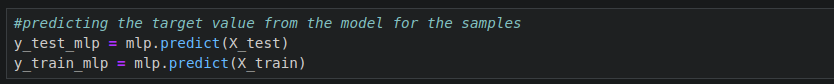 #predicting the target value from the model for the samples
y_test_mlp = mlp.predict(X_test)
y_train_mlp = mlp.predict(X_train)